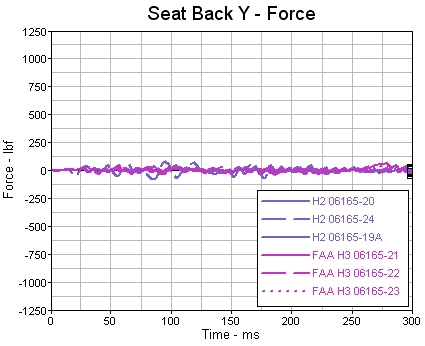 Seat Back Y - Force
1250
1000
750
500
250
0
-250
-500
-750
-1000
-1250
Force - lbf
H2 06165-20
H2 06165-24
H2 06165-19A
FAA H3 06165-21
FAA H3 06165-22
FAA H3 06165-23
0 50 100 150 200 250 300
Time - ms